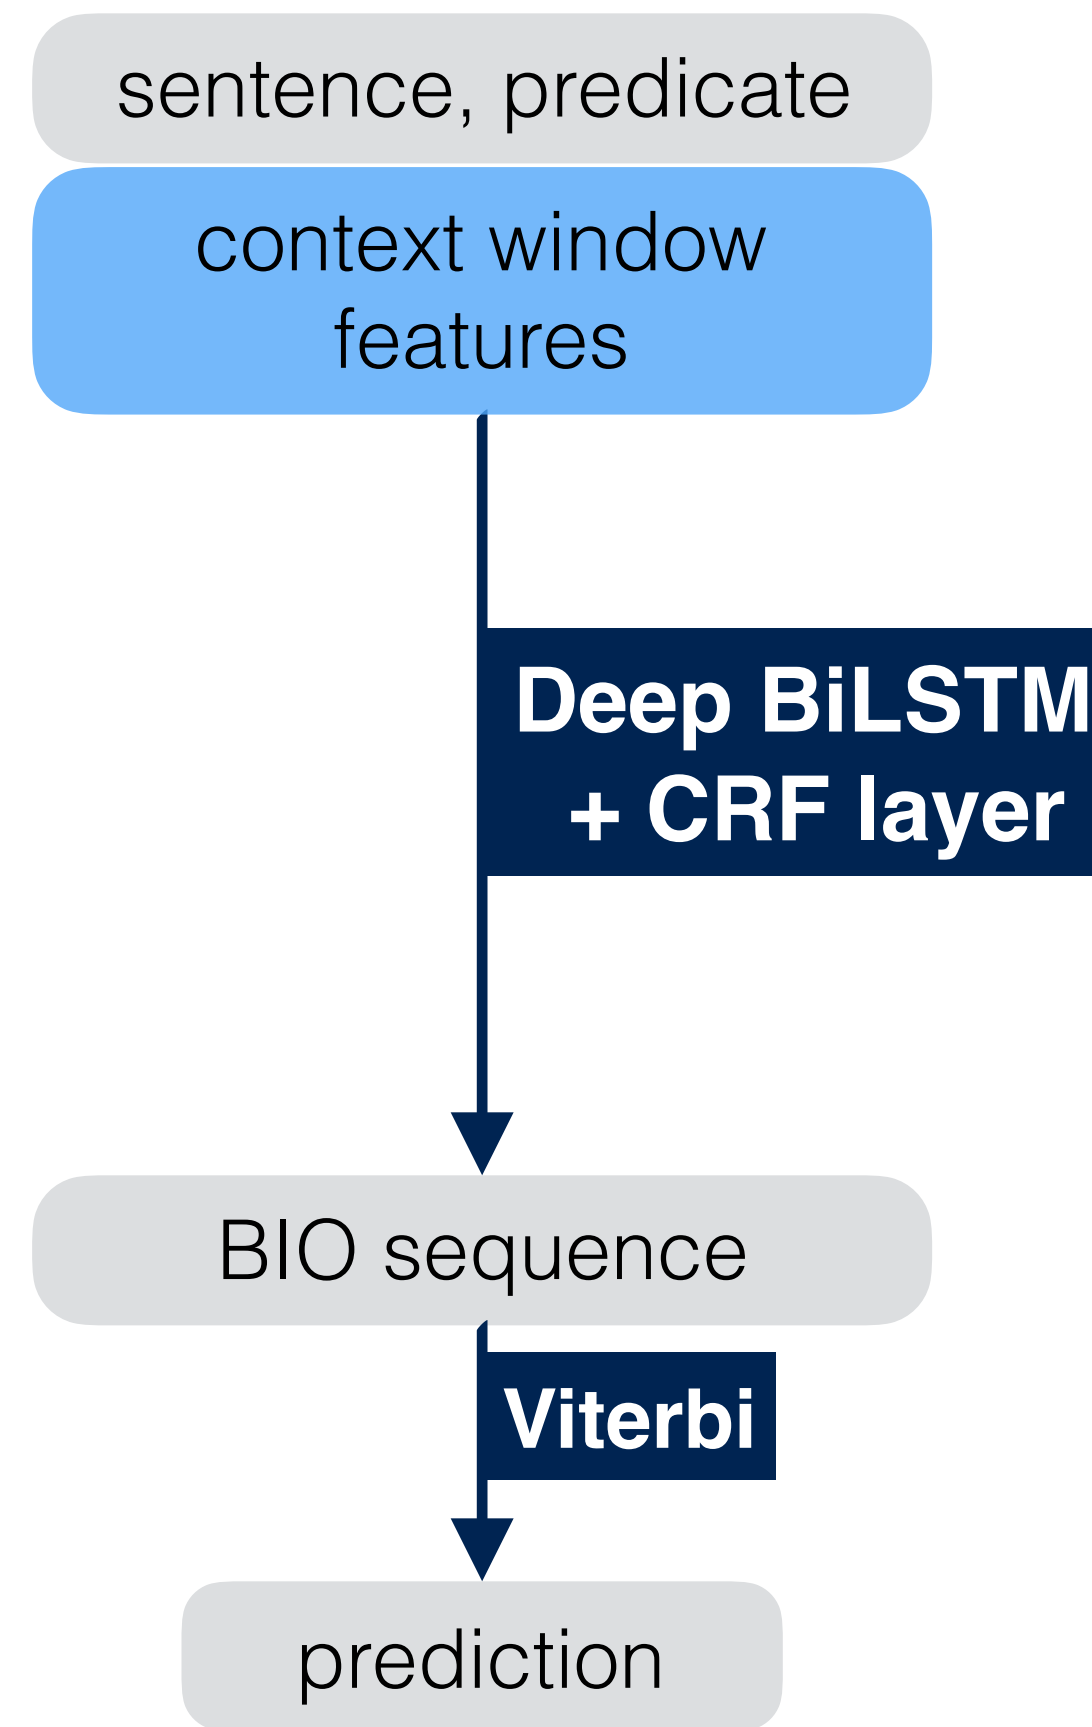 sentence, predicate
context window
features
Deep BiLSTM
+ CRF layer
BIO sequence
Viterbi
prediction